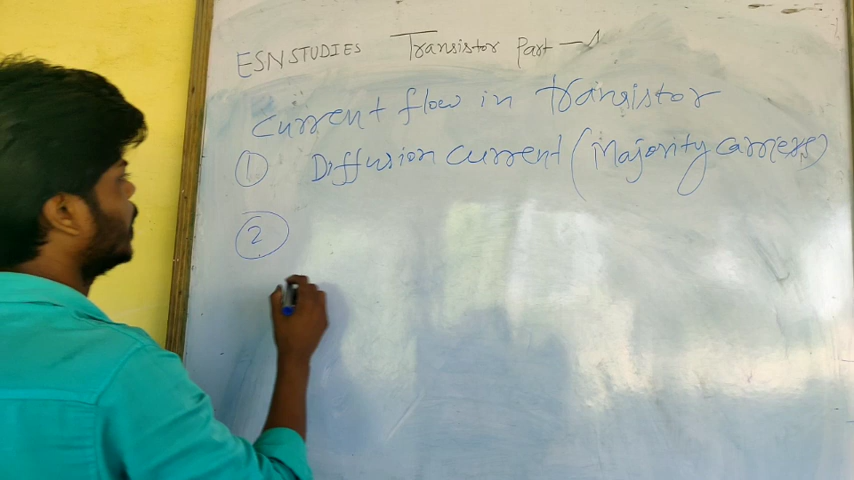 ESN STUDIES Transistor Part - 1
Current flow in transistor
① Diffusion current (Majority carriers)
②